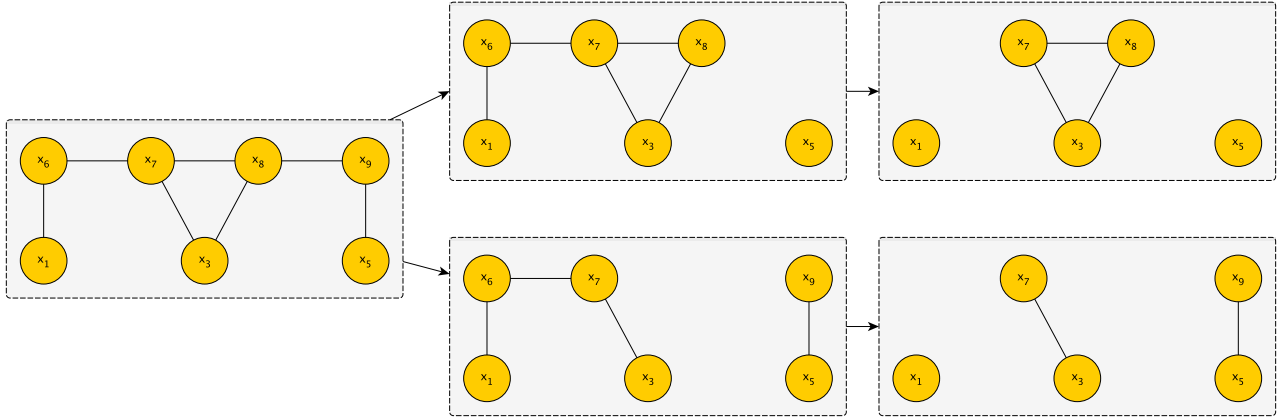 x₆ x₇ x₈ x₉
x₁ x₃ x₅
x₆ x₇ x₈
x₁ x₃ x₅
x₇ x₈
x₁ x₃ x₅
x₆ x₇ x₉
x₁ x₃ x₅
x₇ x₉
x₁ x₃ x₅